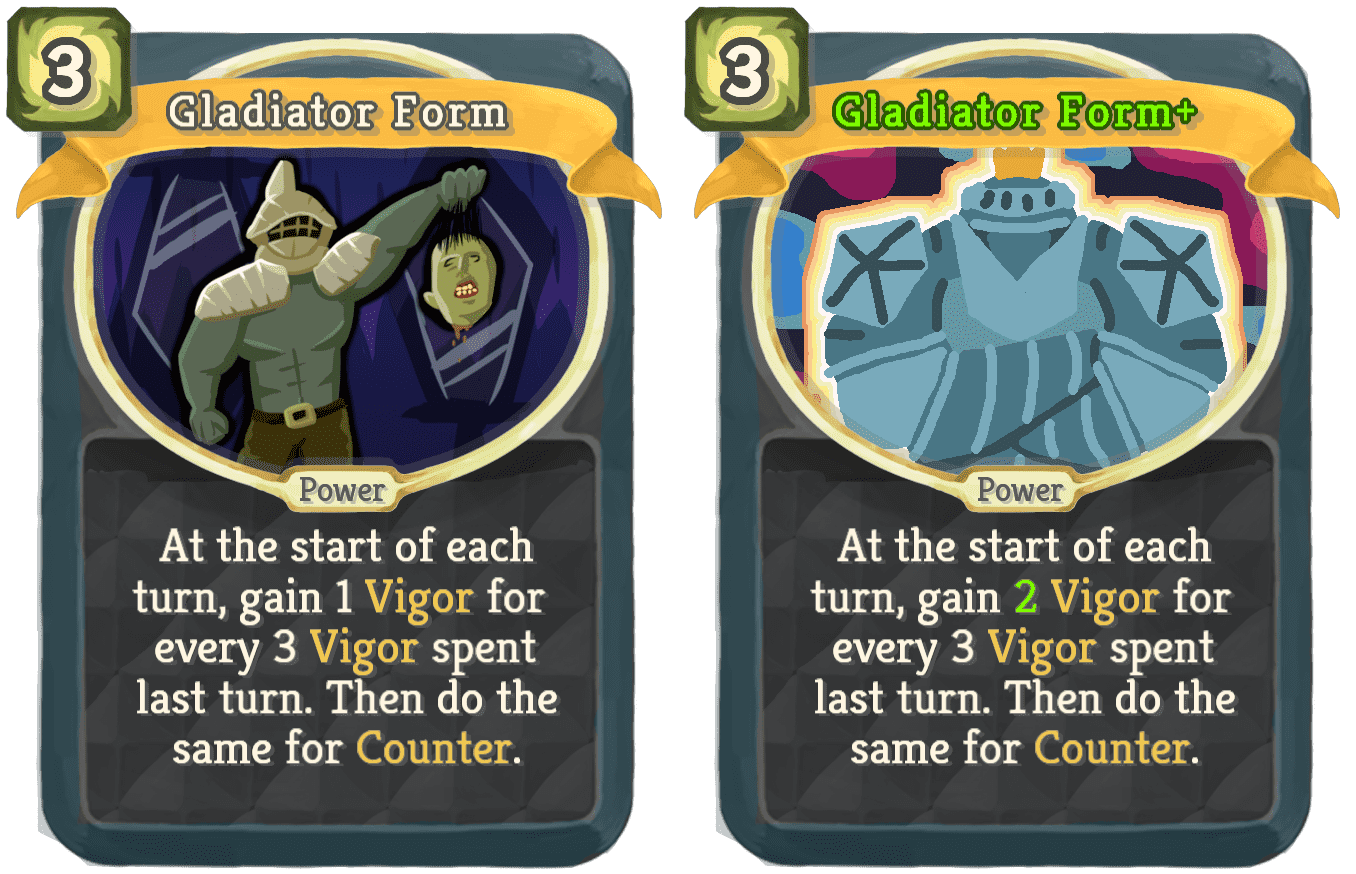 3
Gladiator Form
Power
At the start of each
turn, gain 1 Vigor for
every 3 Vigor spent
last turn. Then do the
same for Counter.
3
Gladiator Form+
Power
At the start of each
turn, gain 2 Vigor for
every 3 Vigor spent
last turn. Then do the
same for Counter.